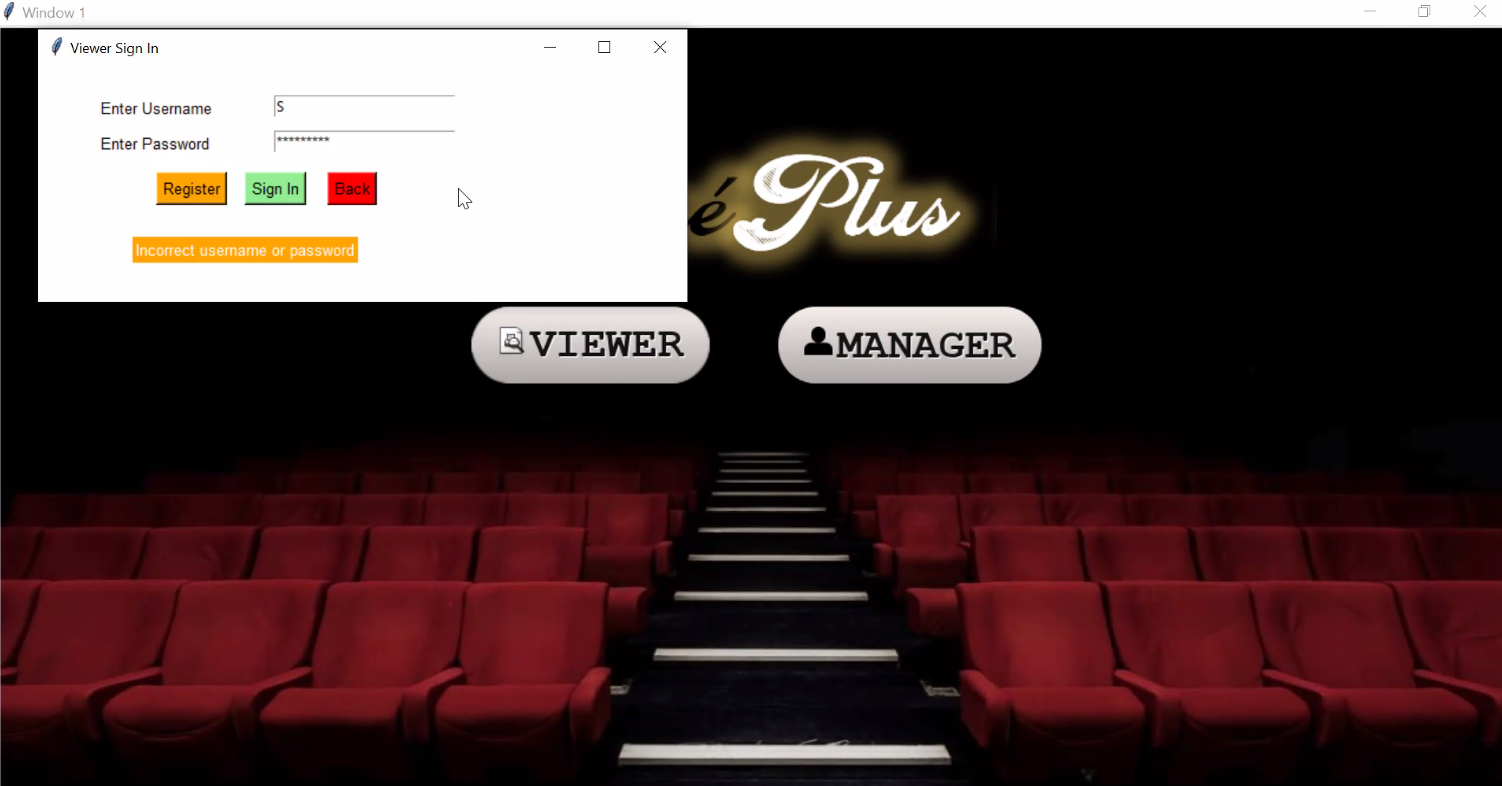 Window 1
Viewer Sign In
Enter Username S
Enter Password *********
Register Sign In Back
Incorrect username or password
éPlus
VIEWER MANAGER